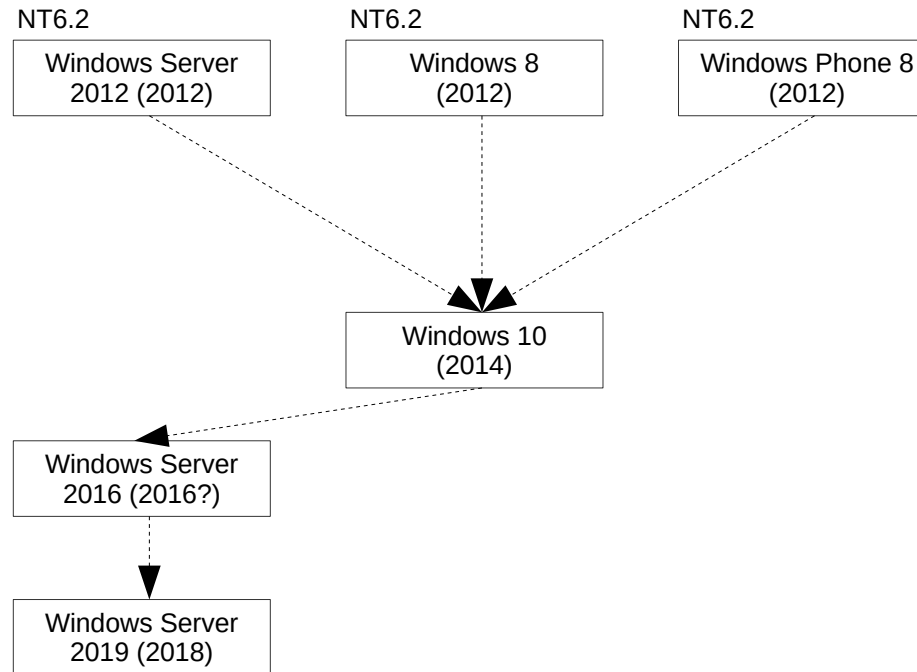 NT6.2
NT6.2
NT6.2
Windows Server
2012 (2012)
Windows 8
(2012)
Windows Phone 8
(2012)
Windows 10
(2014)
Windows Server
2016 (2016?)
Windows Server
2019 (2018)